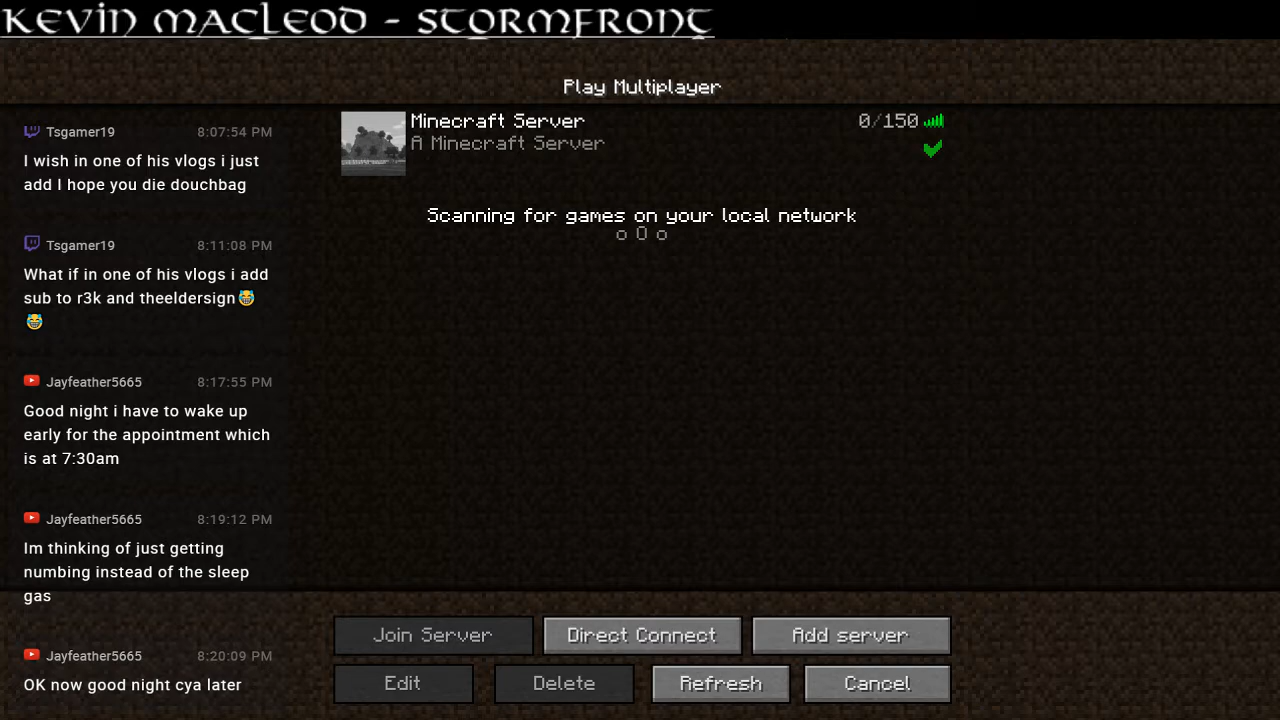 Kevin MacLeod - Stormfront
Play Multiplayer
Tsgamer19 8:07:54 PM
I wish in one of his vlogs i just
add I hope you die douchbag
Tsgamer19 8:11:08 PM
What if in one of his vlogs i add
sub to r3k and theeldersign😹
😹
Jayfeather5665 8:17:55 PM
Good night i have to wake up
early for the appointment which
is at 7:30am
Jayfeather5665 8:19:12 PM
Im thinking of just getting
numbing instead of the sleep
gas
Jayfeather5665 8:20:09 PM
OK now good night cya later
Minecraft Server 0/150
A Minecraft Server
Scanning for games on your local network
o O o
Join Server Direct Connect Add server
Edit Delete Refresh Cancel